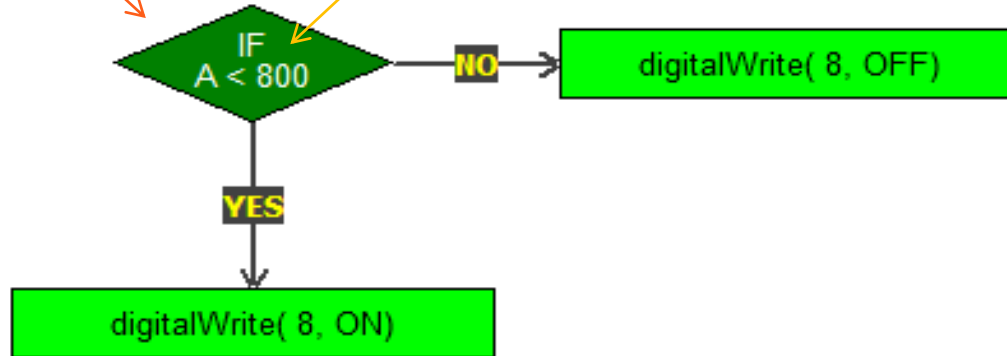 IF
A < 800
NO
digitalWrite( 8, OFF)
YES
digitalWrite( 8, ON)